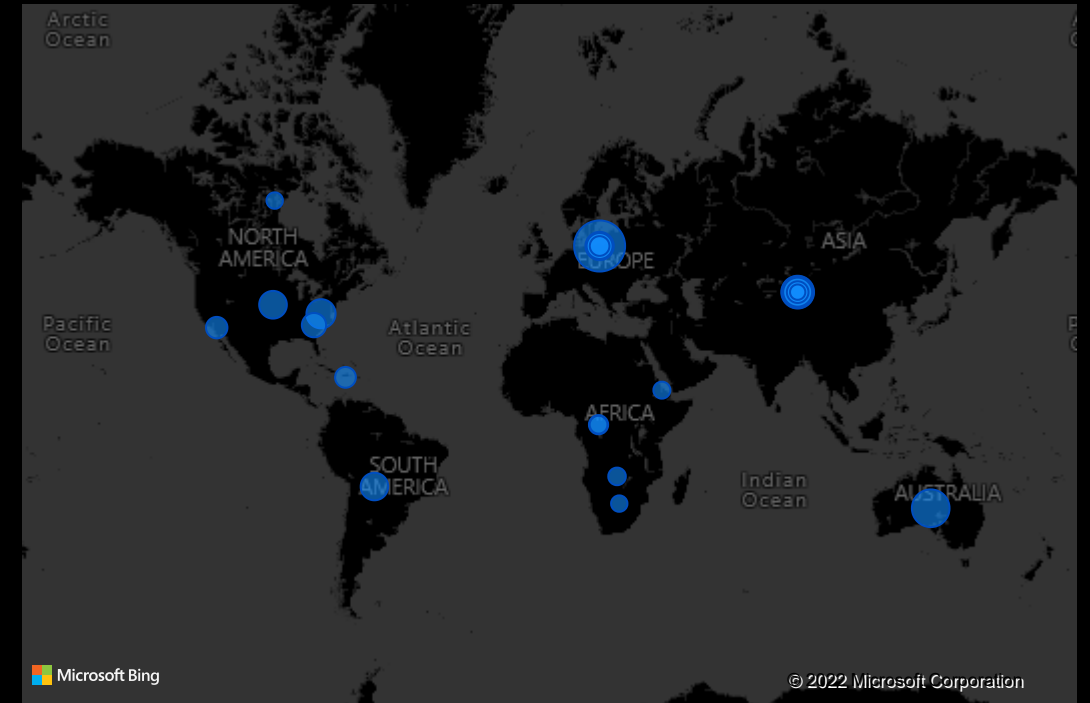 Arctic
Ocean
NORTH
AMERICA
EUROPE
ASIA
Pacific
Ocean
Atlantic
Ocean
AFRICA
SOUTH
AMERICA
Indian
Ocean
AUSTRALIA
Microsoft Bing
© 2022 Microsoft Corporation